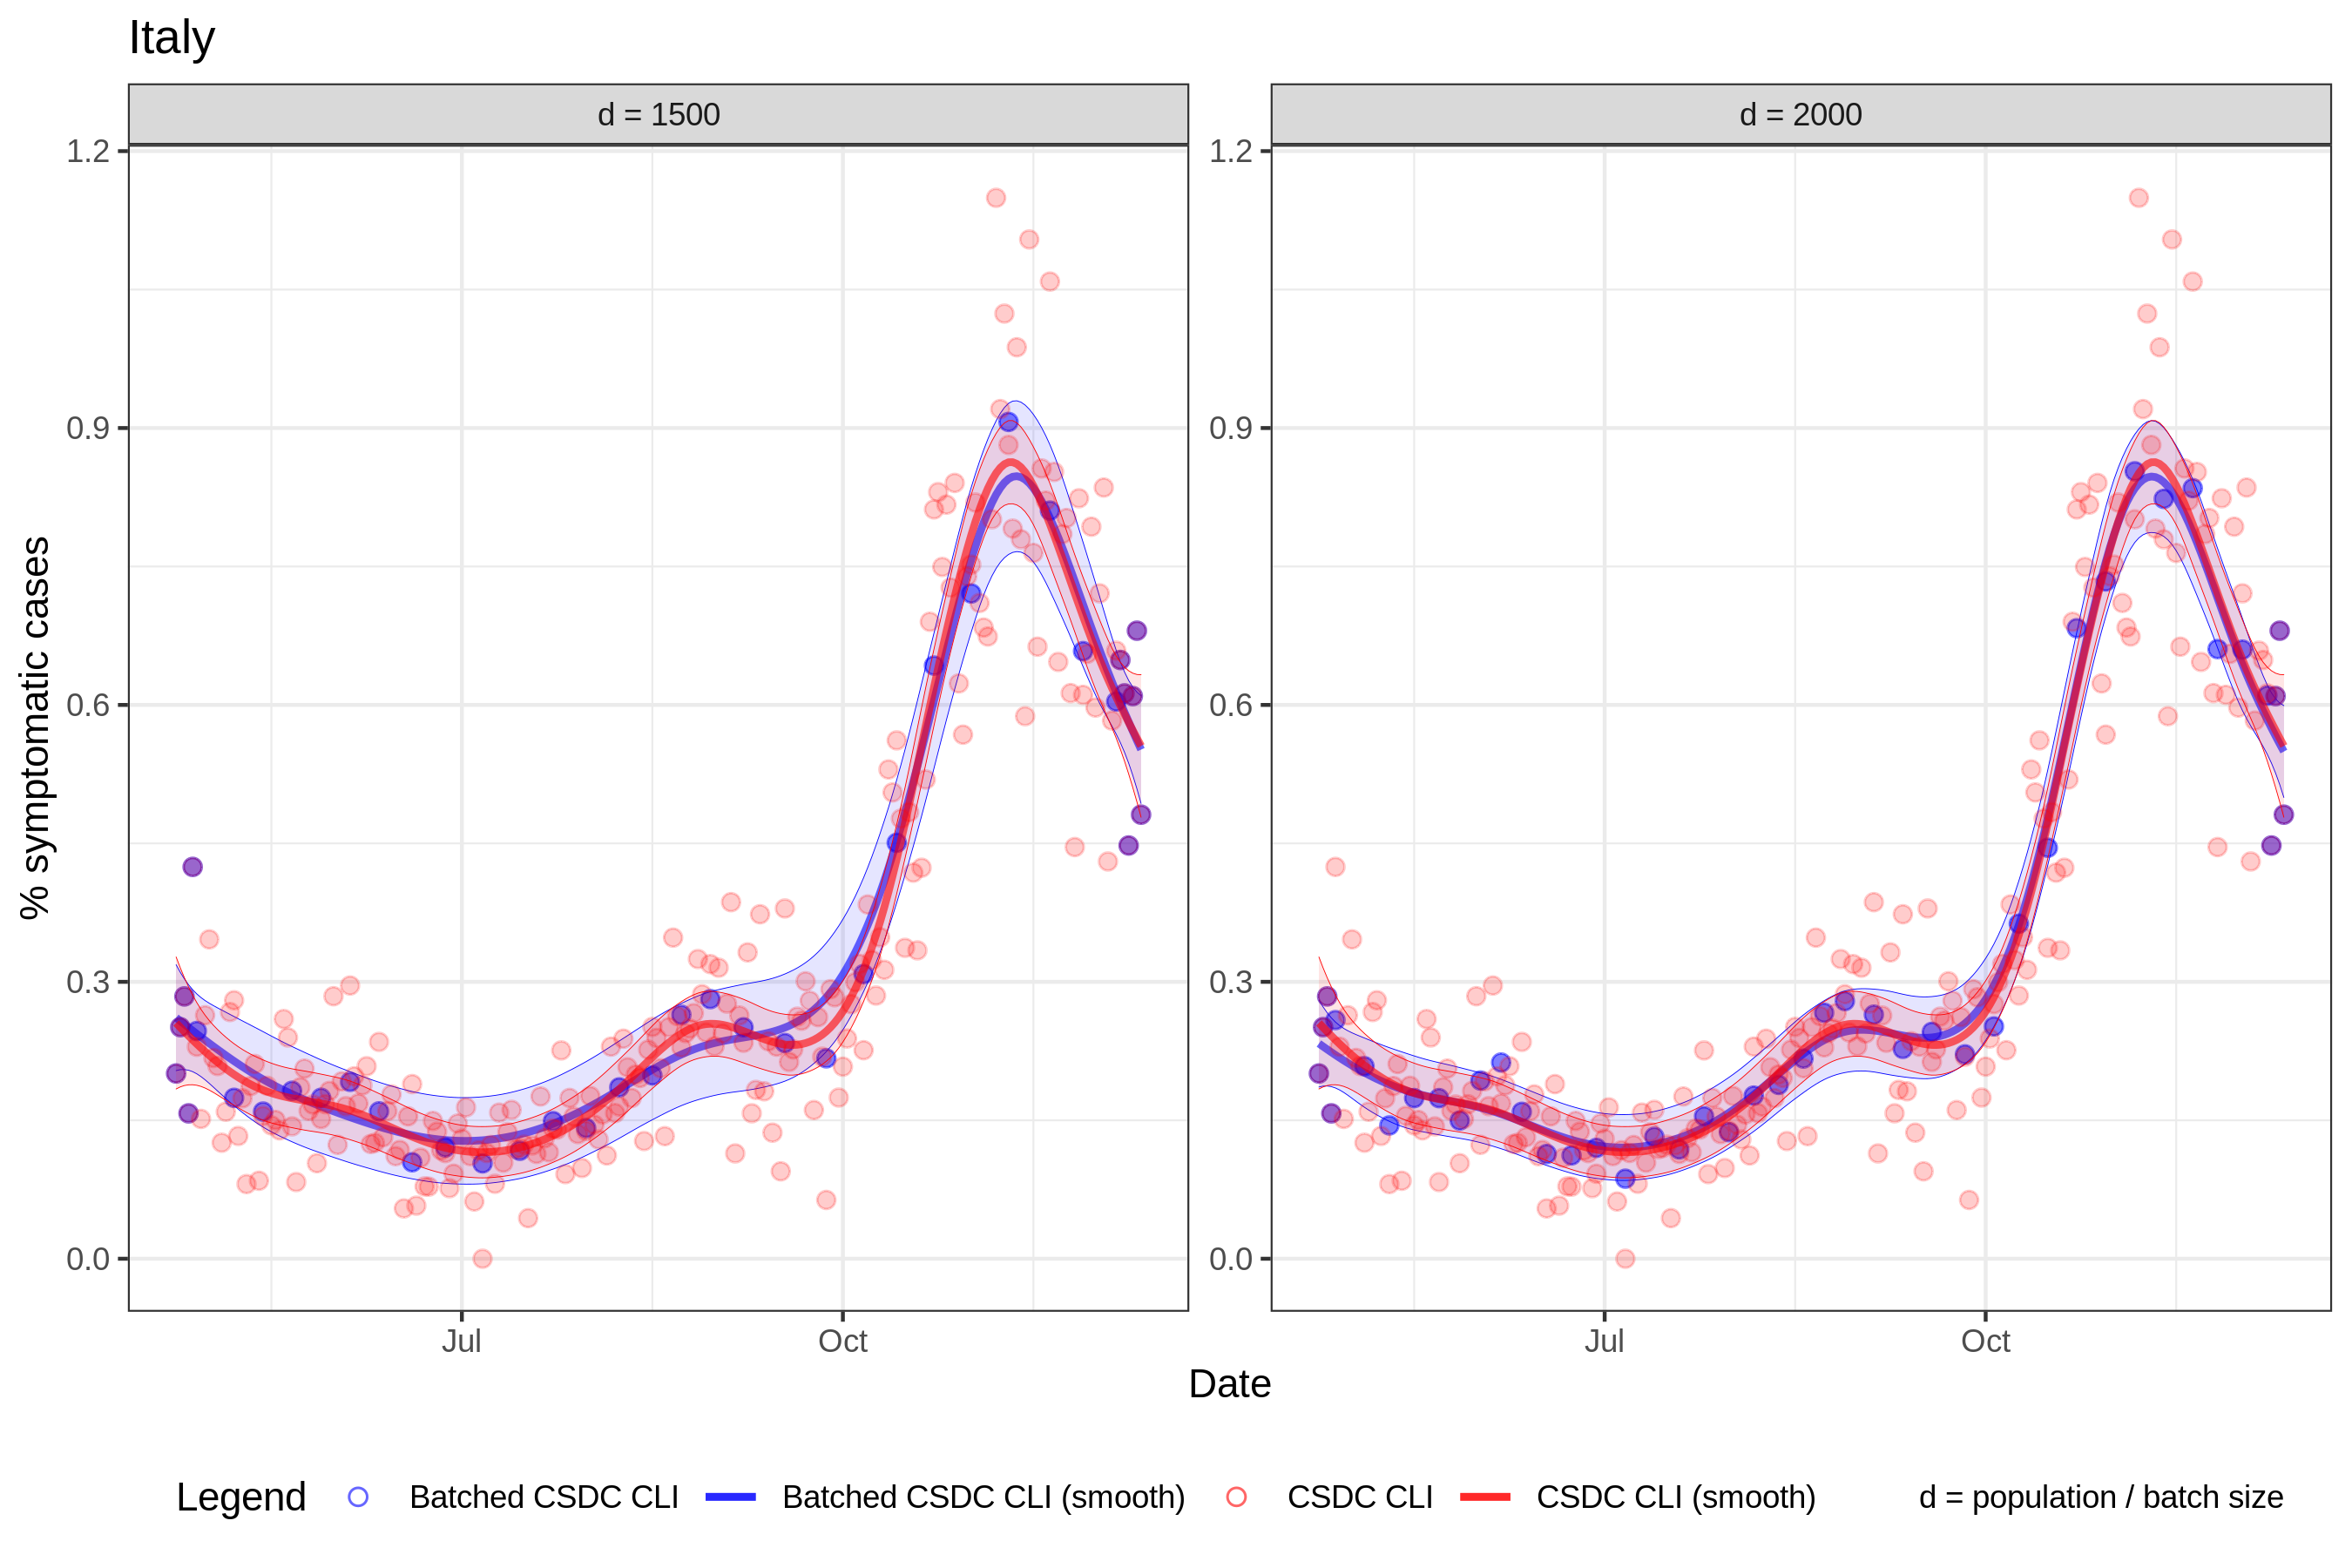 Italy
d = 1500
d = 2000
% symptomatic cases
1.2
0.9
0.6
0.3
0.0
1.2
0.9
0.6
0.3
0.0
Jul
Oct
Jul
Oct
Date
Legend
Batched CSDC CLI
Batched CSDC CLI (smooth)
CSDC CLI
CSDC CLI (smooth)
d = population / batch size